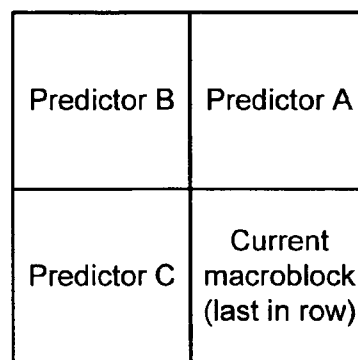 Predictor B
Predictor A
Predictor C
Current
macroblock
(last in row)